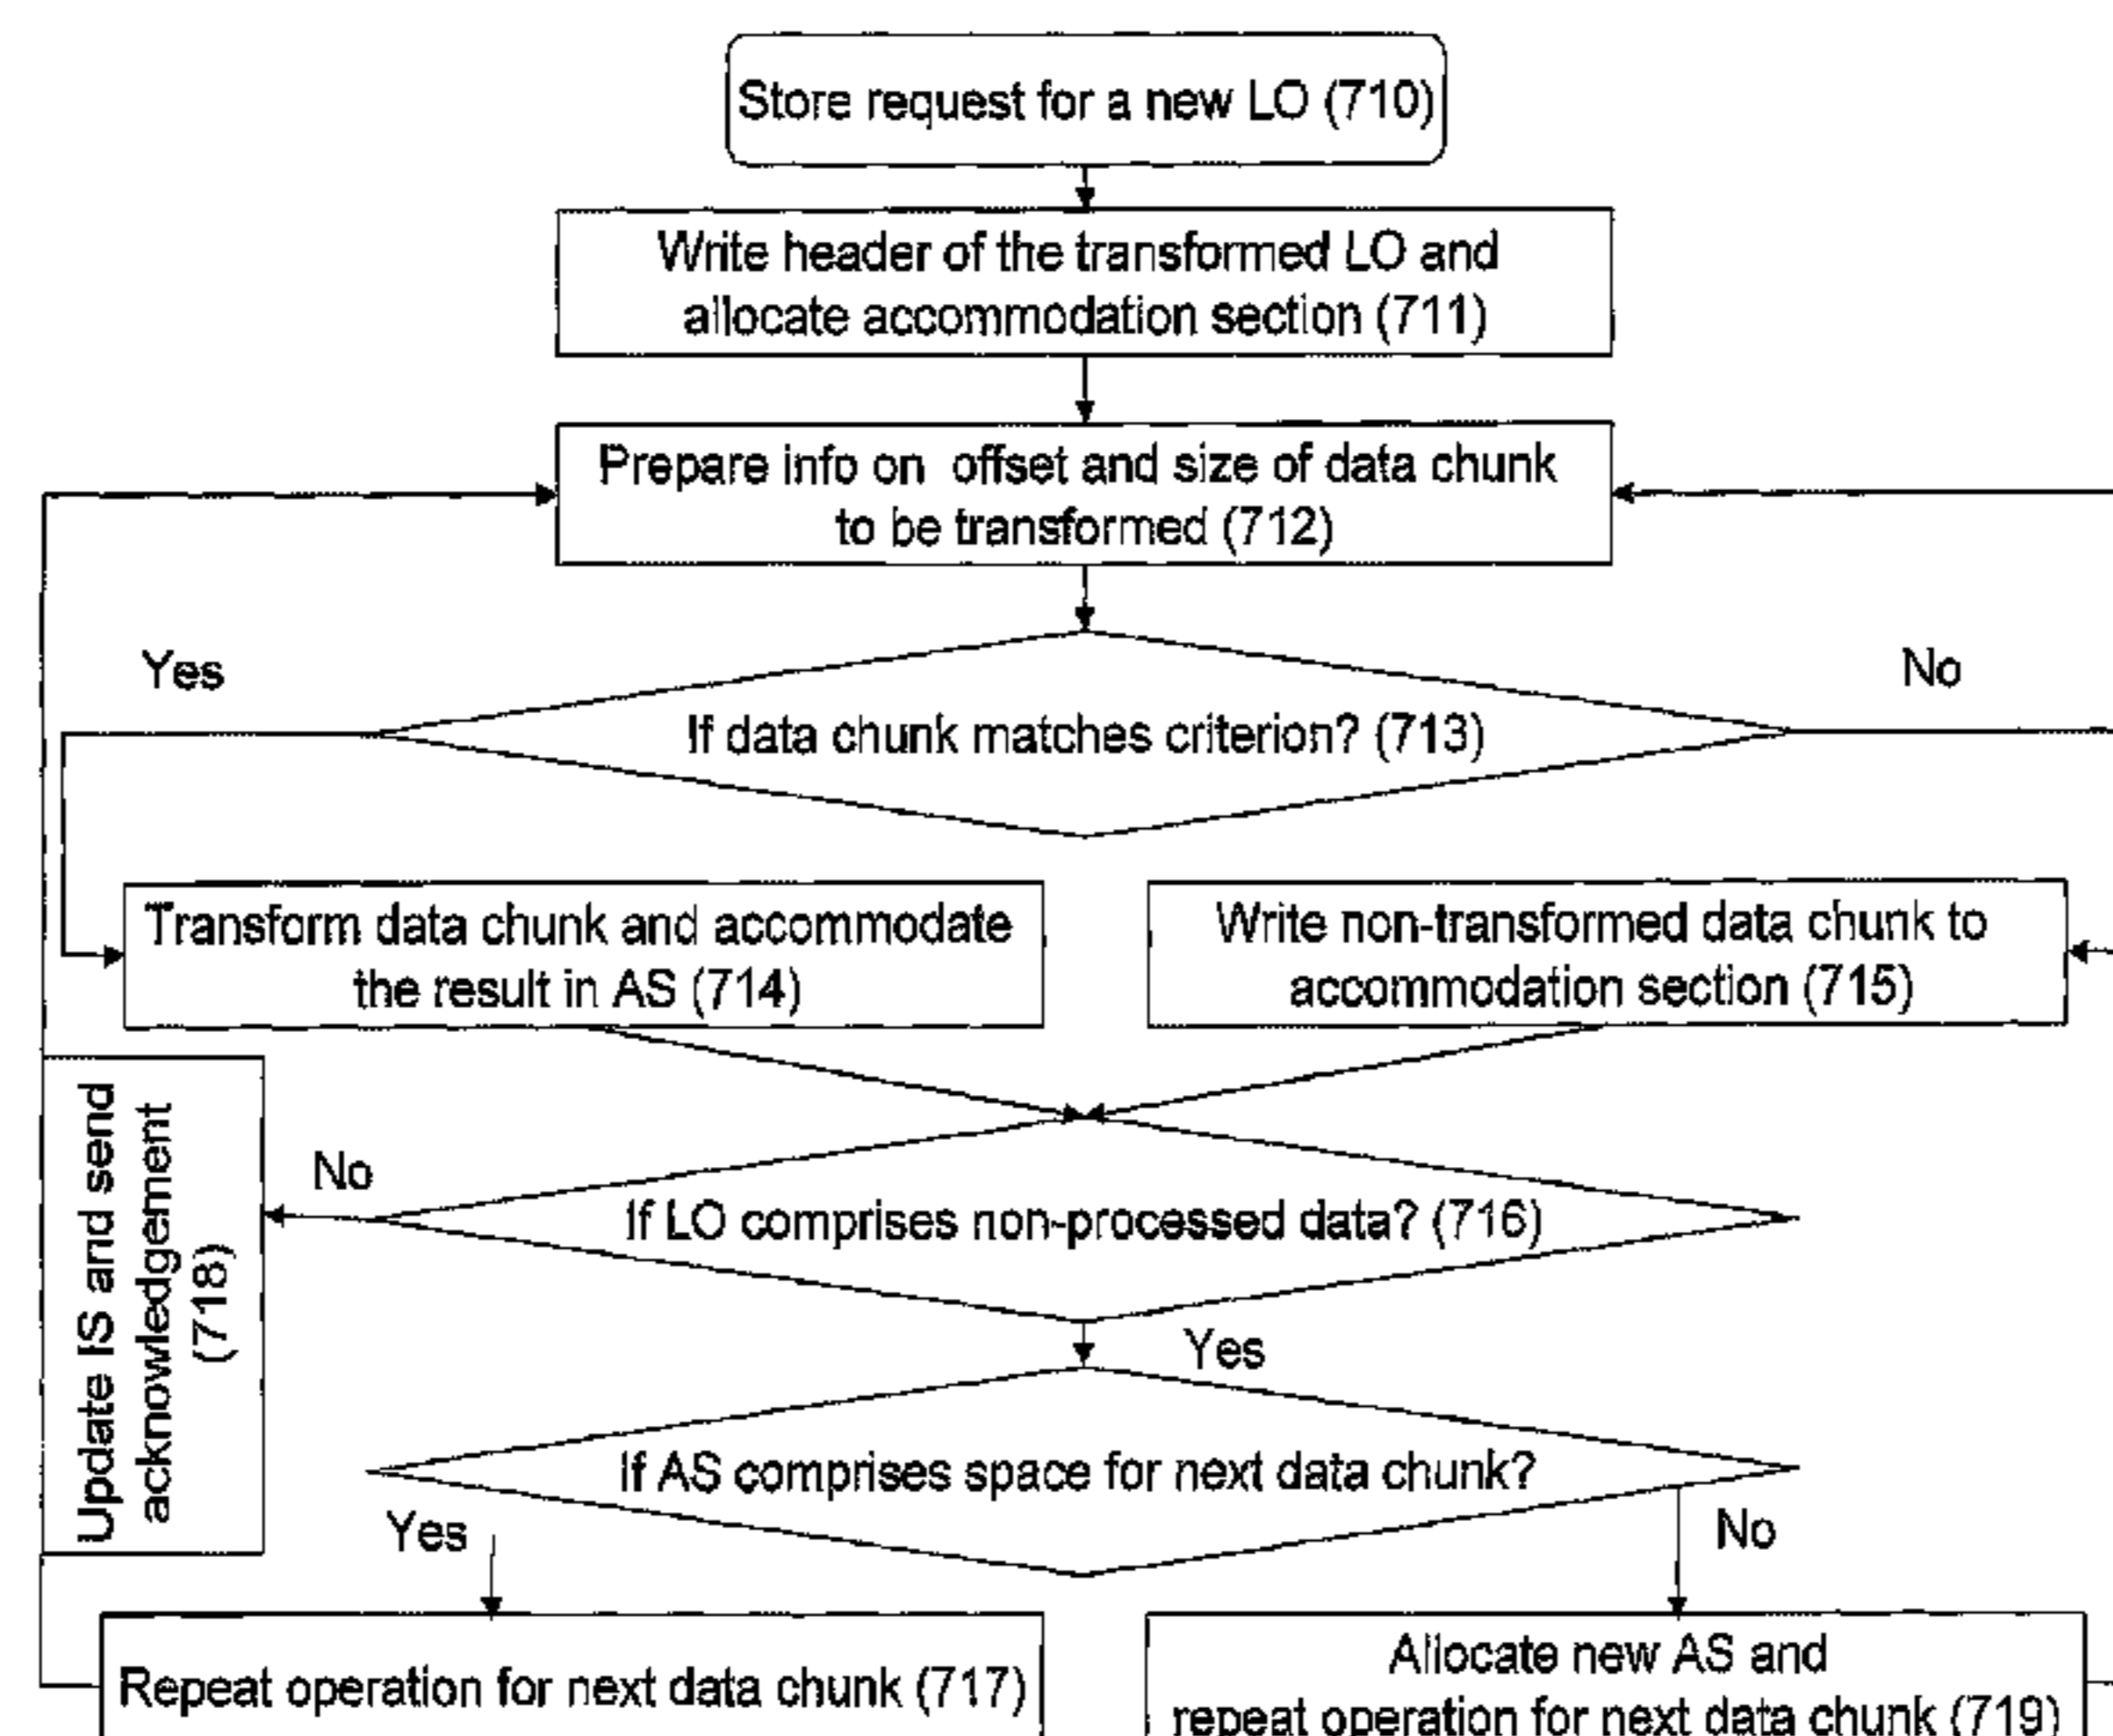 Store request for a new LO (710)
Write header of the transformed LO and
allocate accommodation section (711)
Prepare info on offset and size of data chunk
to be transformed (712)
Yes
No
If data chunk matches criterion? (713)
Transform data chunk and accommodate
the result in AS (714)
Write non-transformed data chunk to
accommodation section (715)
Update IS and send
acknowledgement
(718)
No
If LO comprises non-processed data? (716)
Yes
If AS comprises space for next data chunk?
Yes
No
Repeat operation for next data chunk (717)
Allocate new AS and
repeat operation for next data chunk (719)